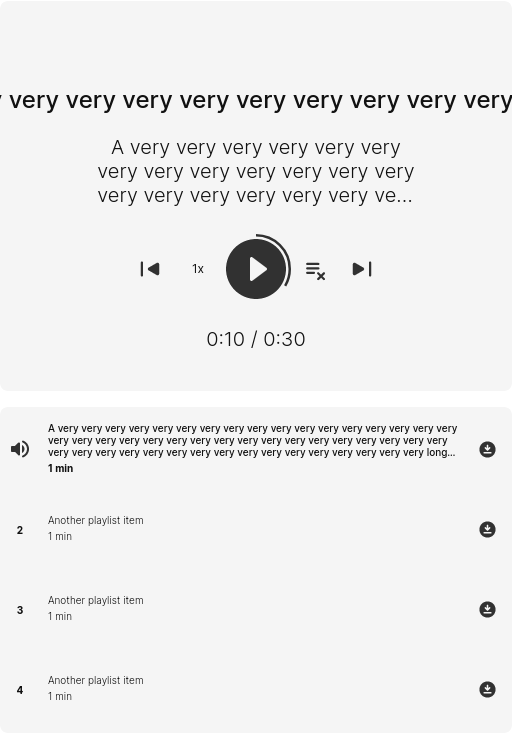 very very very very very very very very very
A very very very very very very
very very very very very very very
very very very very very very ve...
1x
0:10 / 0:30
A very very very very very very very very very very very very very very very very very
very very very very very very very very very very very very very very very very very
very very very very very very very very very very very very very very very very long...
1 min
2
Another playlist item
1 min
3
Another playlist item
1 min
4
Another playlist item
1 min